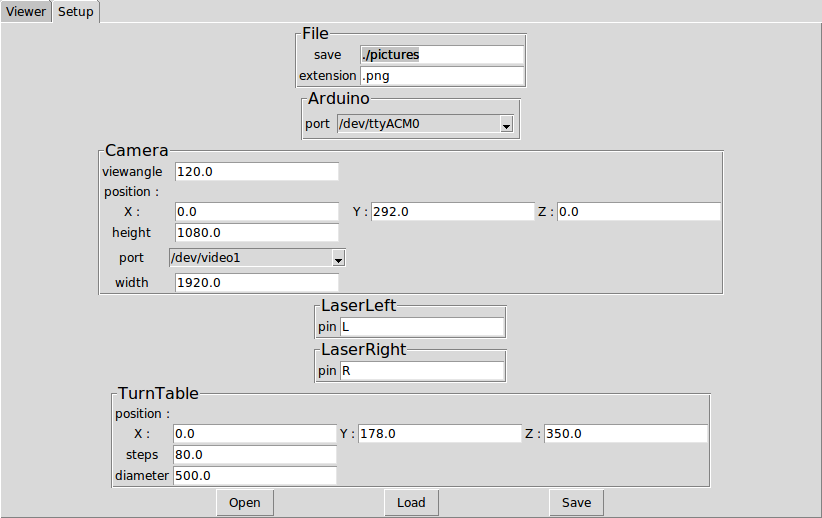 Viewer Setup
File
save ./pictures
extension .png
Arduino
port /dev/ttyACM0
Camera
viewangle 120.0
position :
X : 0.0 Y : 292.0 Z : 0.0
height 1080.0
port /dev/video1
width 1920.0
LaserLeft
pin L
LaserRight
pin R
TurnTable
position :
X : 0.0 Y : 178.0 Z : 350.0
steps 80.0
diameter 500.0
Open Load Save